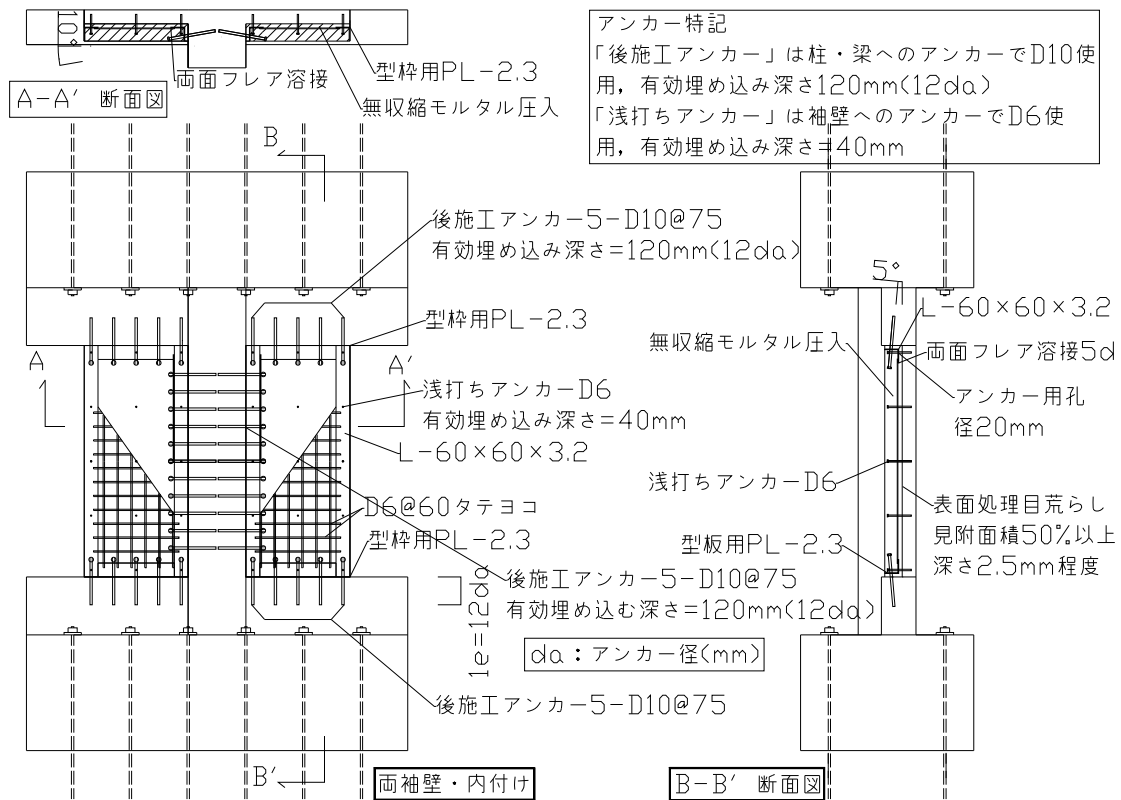 アンカー特記
「後施工アンカー」は柱・梁へのアンカーでD10使
用，有効埋め込み深さ120mm(12da)
「浅打ちアンカー」は袖壁へのアンカーでD6使
用，有効埋め込み深さ=40mm
10°
両面フレア溶接
型枠用PL-2.3
無収縮モルタル圧入
A-A′ 断面図
B
後施工アンカー5-D10@75
有効埋め込み深さ=120mm(12da)
型枠用PL-2.3
A
A′
浅打ちアンカーD6
有効埋め込み深さ=40mm
L-60×60×3.2
D6@60タテヨコ
型枠用PL-2.3
後施工アンカー5-D10@75
有効埋め込む深さ=120mm(12da)
1e=12da
da：アンカー径(mm)
後施工アンカー5-D10@75
B′
両袖壁・内付け
5°
L-60×60×3.2
無収縮モルタル圧入
両面フレア溶接5d
アンカー用孔
径20mm
浅打ちアンカーD6
表面処理目荒らし
見附面積50%以上
深さ2.5mm程度
型板用PL-2.3
B-B′ 断面図